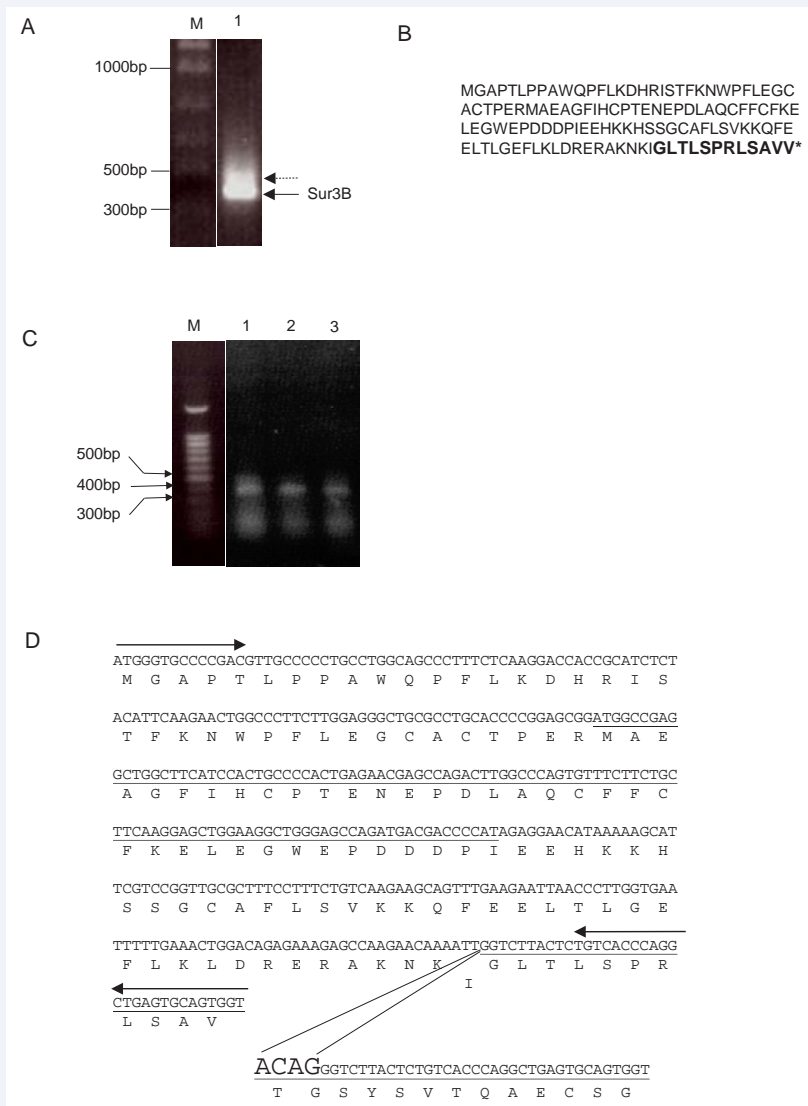 A
M 1
1000bp
500bp
300bp
Sur3B
B
MGAPTLPPAWQPFLKDHRISTFKNWPFLEGC
ACTPERMAEAGFIHCPTENEPDLAQCFFCFKE
LEGWEPDDDPIEEHKKHSSGCAFLSVKKQFE
ELTLGEFLKLDRERAKNKIGLTLSPRLSAVV*
C
M 1 2 3
500bp
400bp
300bp
D
ATGGGTGCCCCGACGTTGCCCCCTGCCTGGCAGCCCTTTCTCAAGGACCACCGCATCTCT
M G A P T L P P A W Q P F L K D H R I S
ACATTCAAGAACTGGCCCTTCTTGGAGGGCTGCGCCTGCACCCCGGAGCGGATGGCCGAG
T F K N W P F L E G C A C T P E R M A E
GCTGGCTTCATCCACTGCCCCACTGAGAACGAGCCAGACTTGGCCCAGTGTTTCTTCTGC
A G F I H C P T E N E P D L A Q C F F C
TTCAAGGAGCTGGAAGGCTGGGAGCCAGATGACGACCCCATAGAGGAACATAAAAAGCAT
F K E L E G W E P D D D P I E E H K K H
TCGTCCGGTTGCGCTTTCCTTTCTGTCAAGAAGCAGTTTGAAGAATTAACCCTTGGTGAA
S S G C A F L S V K K Q F E E L T L G E
TTTTTGAAACTGGACAGAGAAAGAGCCAAGAACAAAATTGGTCTTACTCTGTCACCCAGG
F L K L D R E R A K N K G L T L S P R
I
CTGAGTGCAGTGGT
L S A V
ACAGGGTCTTACTCTGTCACCCAGGCTGAGTGCAGTGGT
T G S Y S V T Q A E C S G